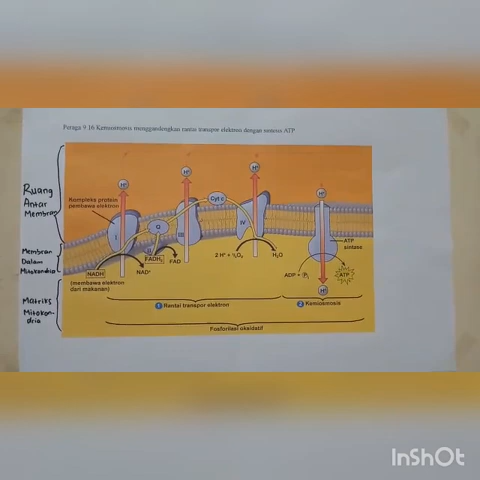 Peraga 9.16 Kemiosmosis menggandengkan rantai transpor elektron dengan sintesis ATP
Ruang
Antar
Membran
Membran
Dalam
Mitokondria
Matriks
Mitokon-
dria
Kompleks protein
pembawa elektron
H⁺
H⁺
H⁺
H⁺
Cyt c
Q
I
II
III
IV
FADH₂
FAD
NADH
NAD⁺
(membawa elektron
dari makanan)
2 H⁺ + ½O₂
H₂O
ATP
sintase
ADP + Pᵢ
ATP
H⁺
1 Rantai transpor elektron
2 Kemiosmosis
Fosforilasi oksidatif
InShOt